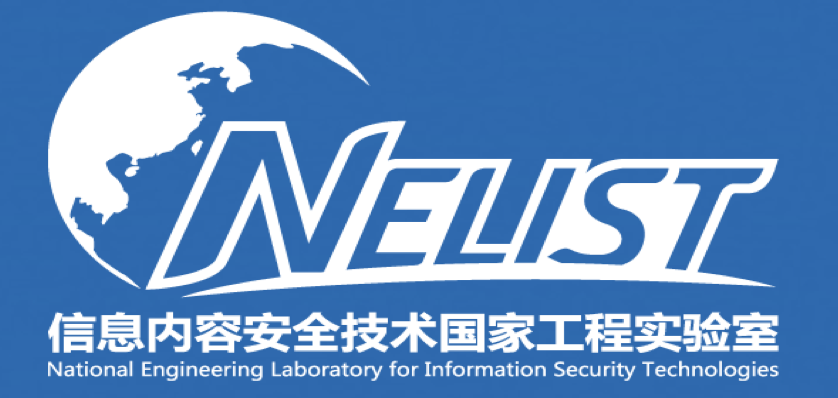 NELIST
信息内容安全技术国家工程实验室
National Engineering Laboratory for Information Security Technologies